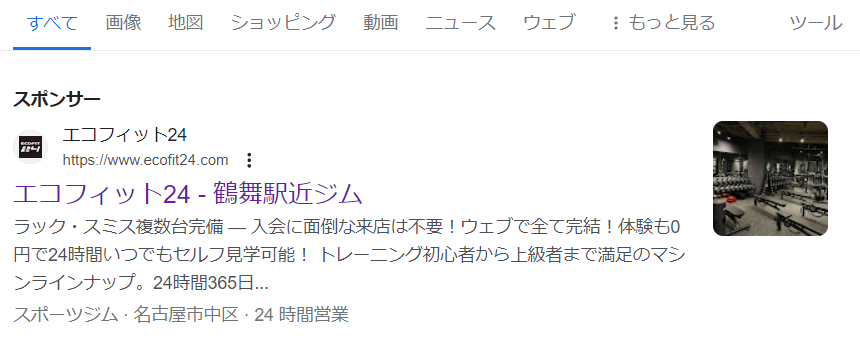 すべて 画像 地図 ショッピング 動画 ニュース ウェブ もっと見る ツール
スポンサー
ECOFIT
24
エコフィット24
https://www.ecofit24.com
エコフィット24 - 鶴舞駅近ジム
ラック・スミス複数台完備 — 入会に面倒な来店は不要！ウェブで全て完結！体験も0
円で24時間いつでもセルフ見学可能！ トレーニング初心者から上級者まで満足のマシ
ンラインナップ。24時間365日...
スポーツジム · 名古屋市中区 · 24 時間営業